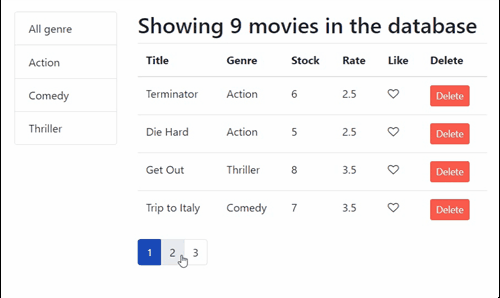 All genre
Action
Comedy
Thriller
Showing 9 movies in the database
Title Genre Stock Rate Like Delete
Terminator Action 6 2.5 Delete
Die Hard Action 5 2.5 Delete
Get Out Thriller 8 3.5 Delete
Trip to Italy Comedy 7 3.5 Delete
1 2 3